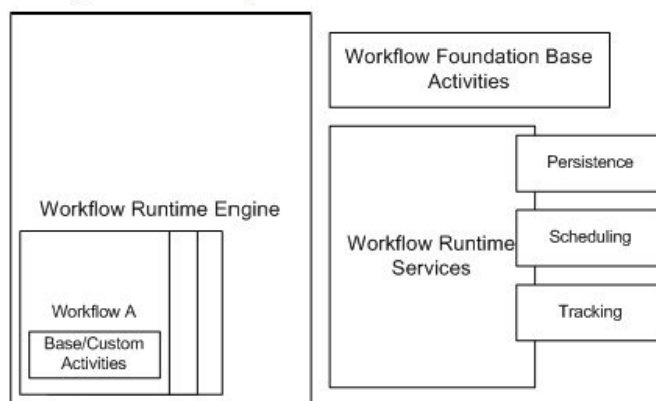 Workflow Foundation Base
Activities
Workflow Runtime Engine
Workflow A
Base/Custom
Activities
Workflow Runtime
Services
Persistence
Scheduling
Tracking